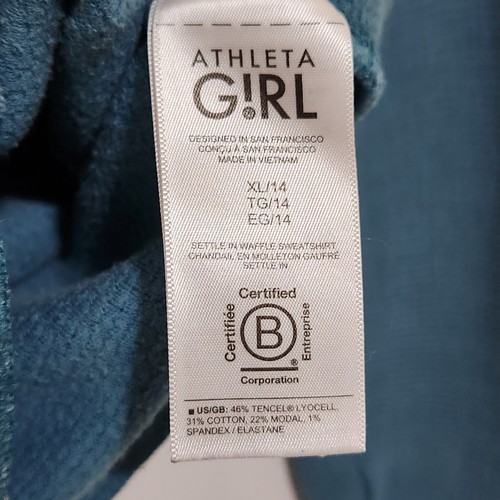 ATHLETA
G!RL
DESIGNED IN SAN FRANCISCO
CONÇU À SAN FRANCISCO
MADE IN VIETNAM
XL/14
TG/14
EG/14
SETTLE IN WAFFLE SWEATSHIRT
CHANDAIL EN MOLLETON GAUFRÉ
SETTLE IN
Certified
Certifiée
B
Entreprise
®
Corporation
■ US/GB: 46% TENCEL® LYOCELL,
31% COTTON, 22% MODAL, 1%
SPANDEX / ELASTANE